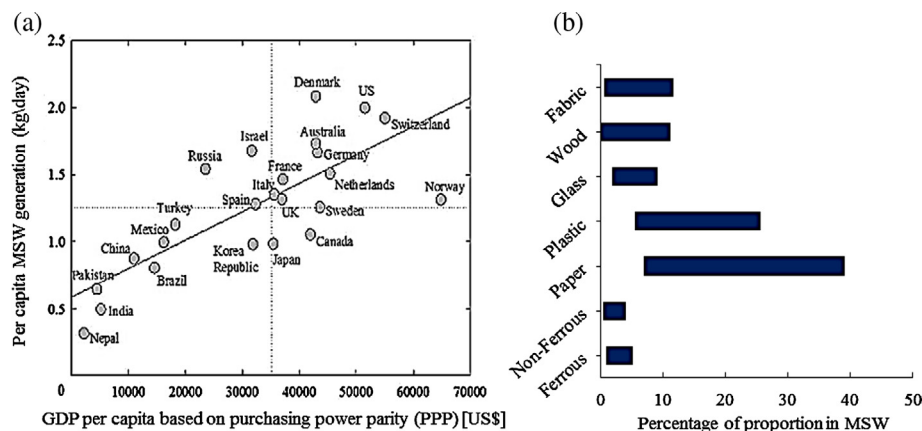 (a)
Per capita MSW generation (kg\day)
2.5
2.0
1.5
1.0
0.5
0
Denmark
US
Switzerland
Australia
Germany
Israel
Russia
France
Netherlands
Italy
Norway
Spain
UK
Sweden
Turkey
Mexico
Canada
Korea
Republic
Japan
China
Brazil
Pakistan
India
Nepal
10000 20000 30000 40000 50000 60000 70000
GDP per capita based on purchasing power parity (PPP) [US$]
(b)
Fabric
Wood
Glass
Plastic
Paper
Non-Ferrous
Ferrous
0 10 20 30 40 50
Percentage of proportion in MSW